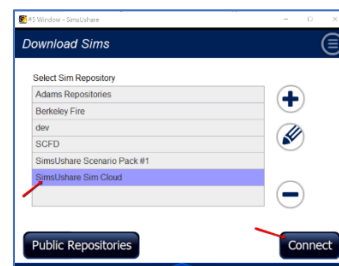 #1 Window - SimsUshare
Download Sims
Select Sim Repository
Adams Repositories
Berkeley Fire
dev
SCFD
SimsUshare Scenario Pack #1
SimsUshare Sim Cloud
Public Repositories
Connect